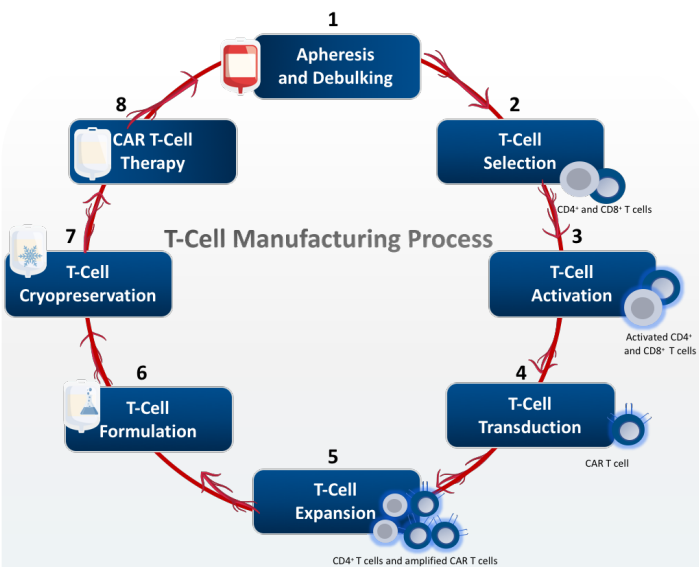 1
Apheresis
and Debulking
2
T-Cell
Selection
CD4⁺ and CD8⁺ T cells
3
T-Cell
Activation
Activated CD4⁺
and CD8⁺ T cells
4
T-Cell
Transduction
CAR T cell
5
T-Cell
Expansion
CD4⁺ T cells and amplified CAR T cells
6
T-Cell
Formulation
7
T-Cell
Cryopreservation
8
CAR T-Cell
Therapy
T-Cell Manufacturing Process